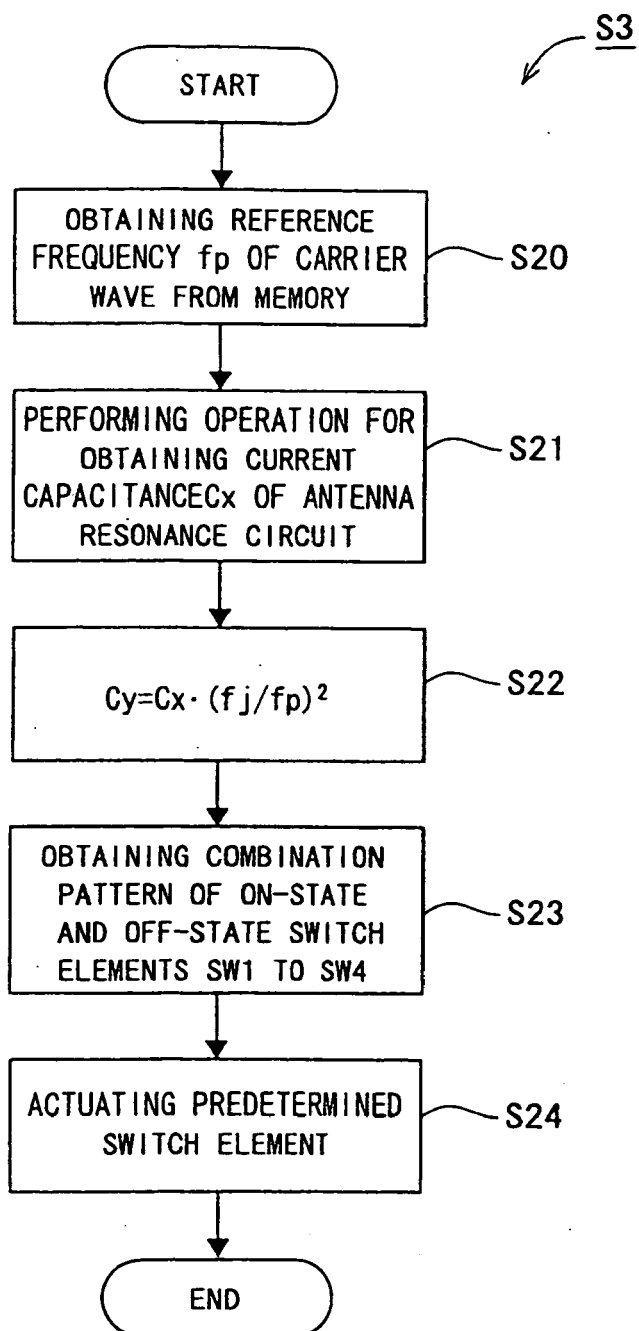 S3
START
OBTAINING REFERENCE
FREQUENCY fp OF CARRIER
WAVE FROM MEMORY
S20
PERFORMING OPERATION FOR
OBTAINING CURRENT
CAPACITANCECx OF ANTENNA
RESONANCE CIRCUIT
S21
Cy=Cx·(fj/fp)²
S22
OBTAINING COMBINATION
PATTERN OF ON-STATE
AND OFF-STATE SWITCH
ELEMENTS SW1 TO SW4
S23
ACTUATING PREDETERMINED
SWITCH ELEMENT
S24
END